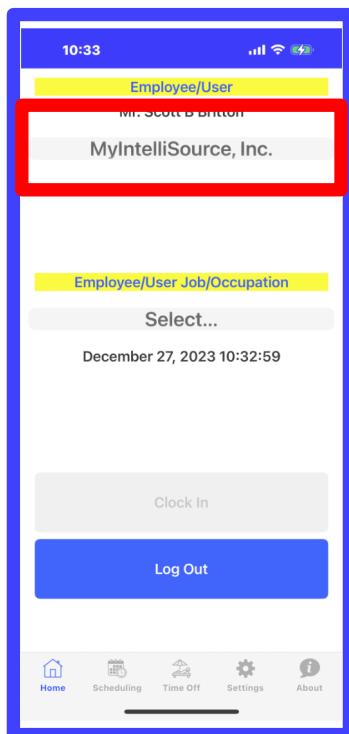 10:33
Employee/User
Mr. Scott B Britton
MyIntelliSource, Inc.
Employee/User Job/Occupation
Select...
December 27, 2023 10:32:59
Clock In
Log Out
Home Scheduling Time Off Settings About